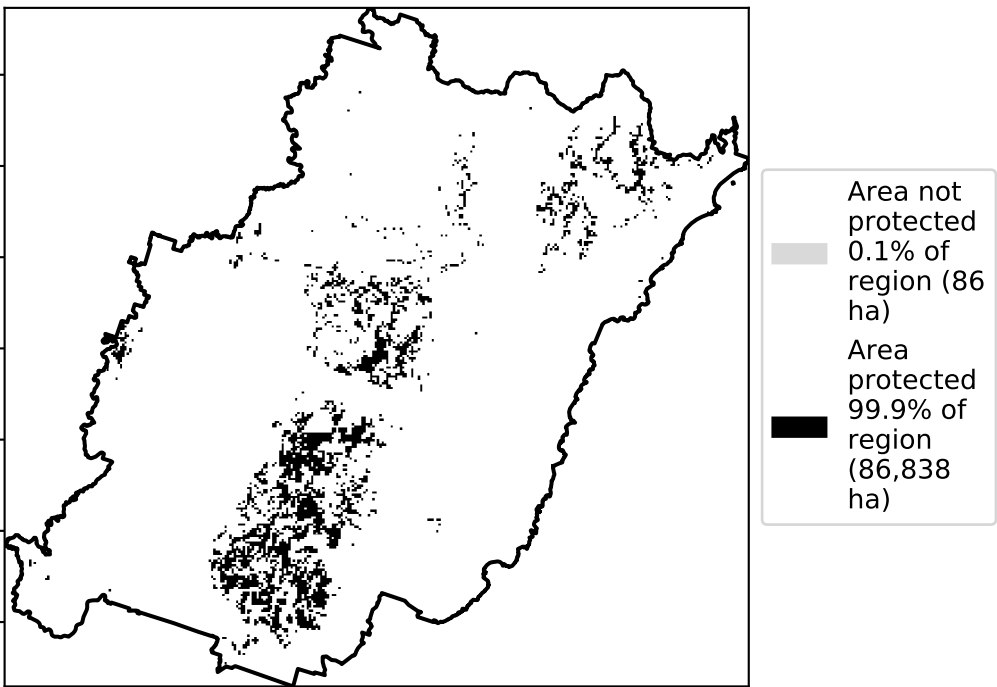 Area not
protected
0.1% of
region (86
ha)
Area
protected
99.9% of
region
(86,838
ha)